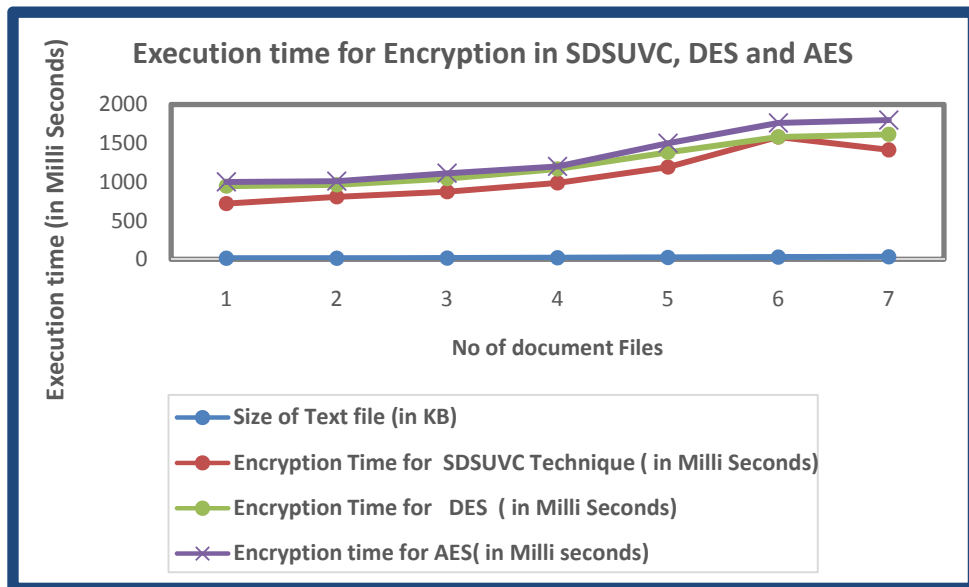 Execution time for Encryption in SDSUVC, DES and AES
Execution time (in Milli Seconds)
2000
1500
1000
500
0
1 2 3 4 5 6 7
No of document Files
Size of Text file (in KB)
Encryption Time for SDSUVC Technique ( in Milli Seconds)
Encryption Time for DES ( in Milli Seconds)
Encryption time for AES( in Milli seconds)